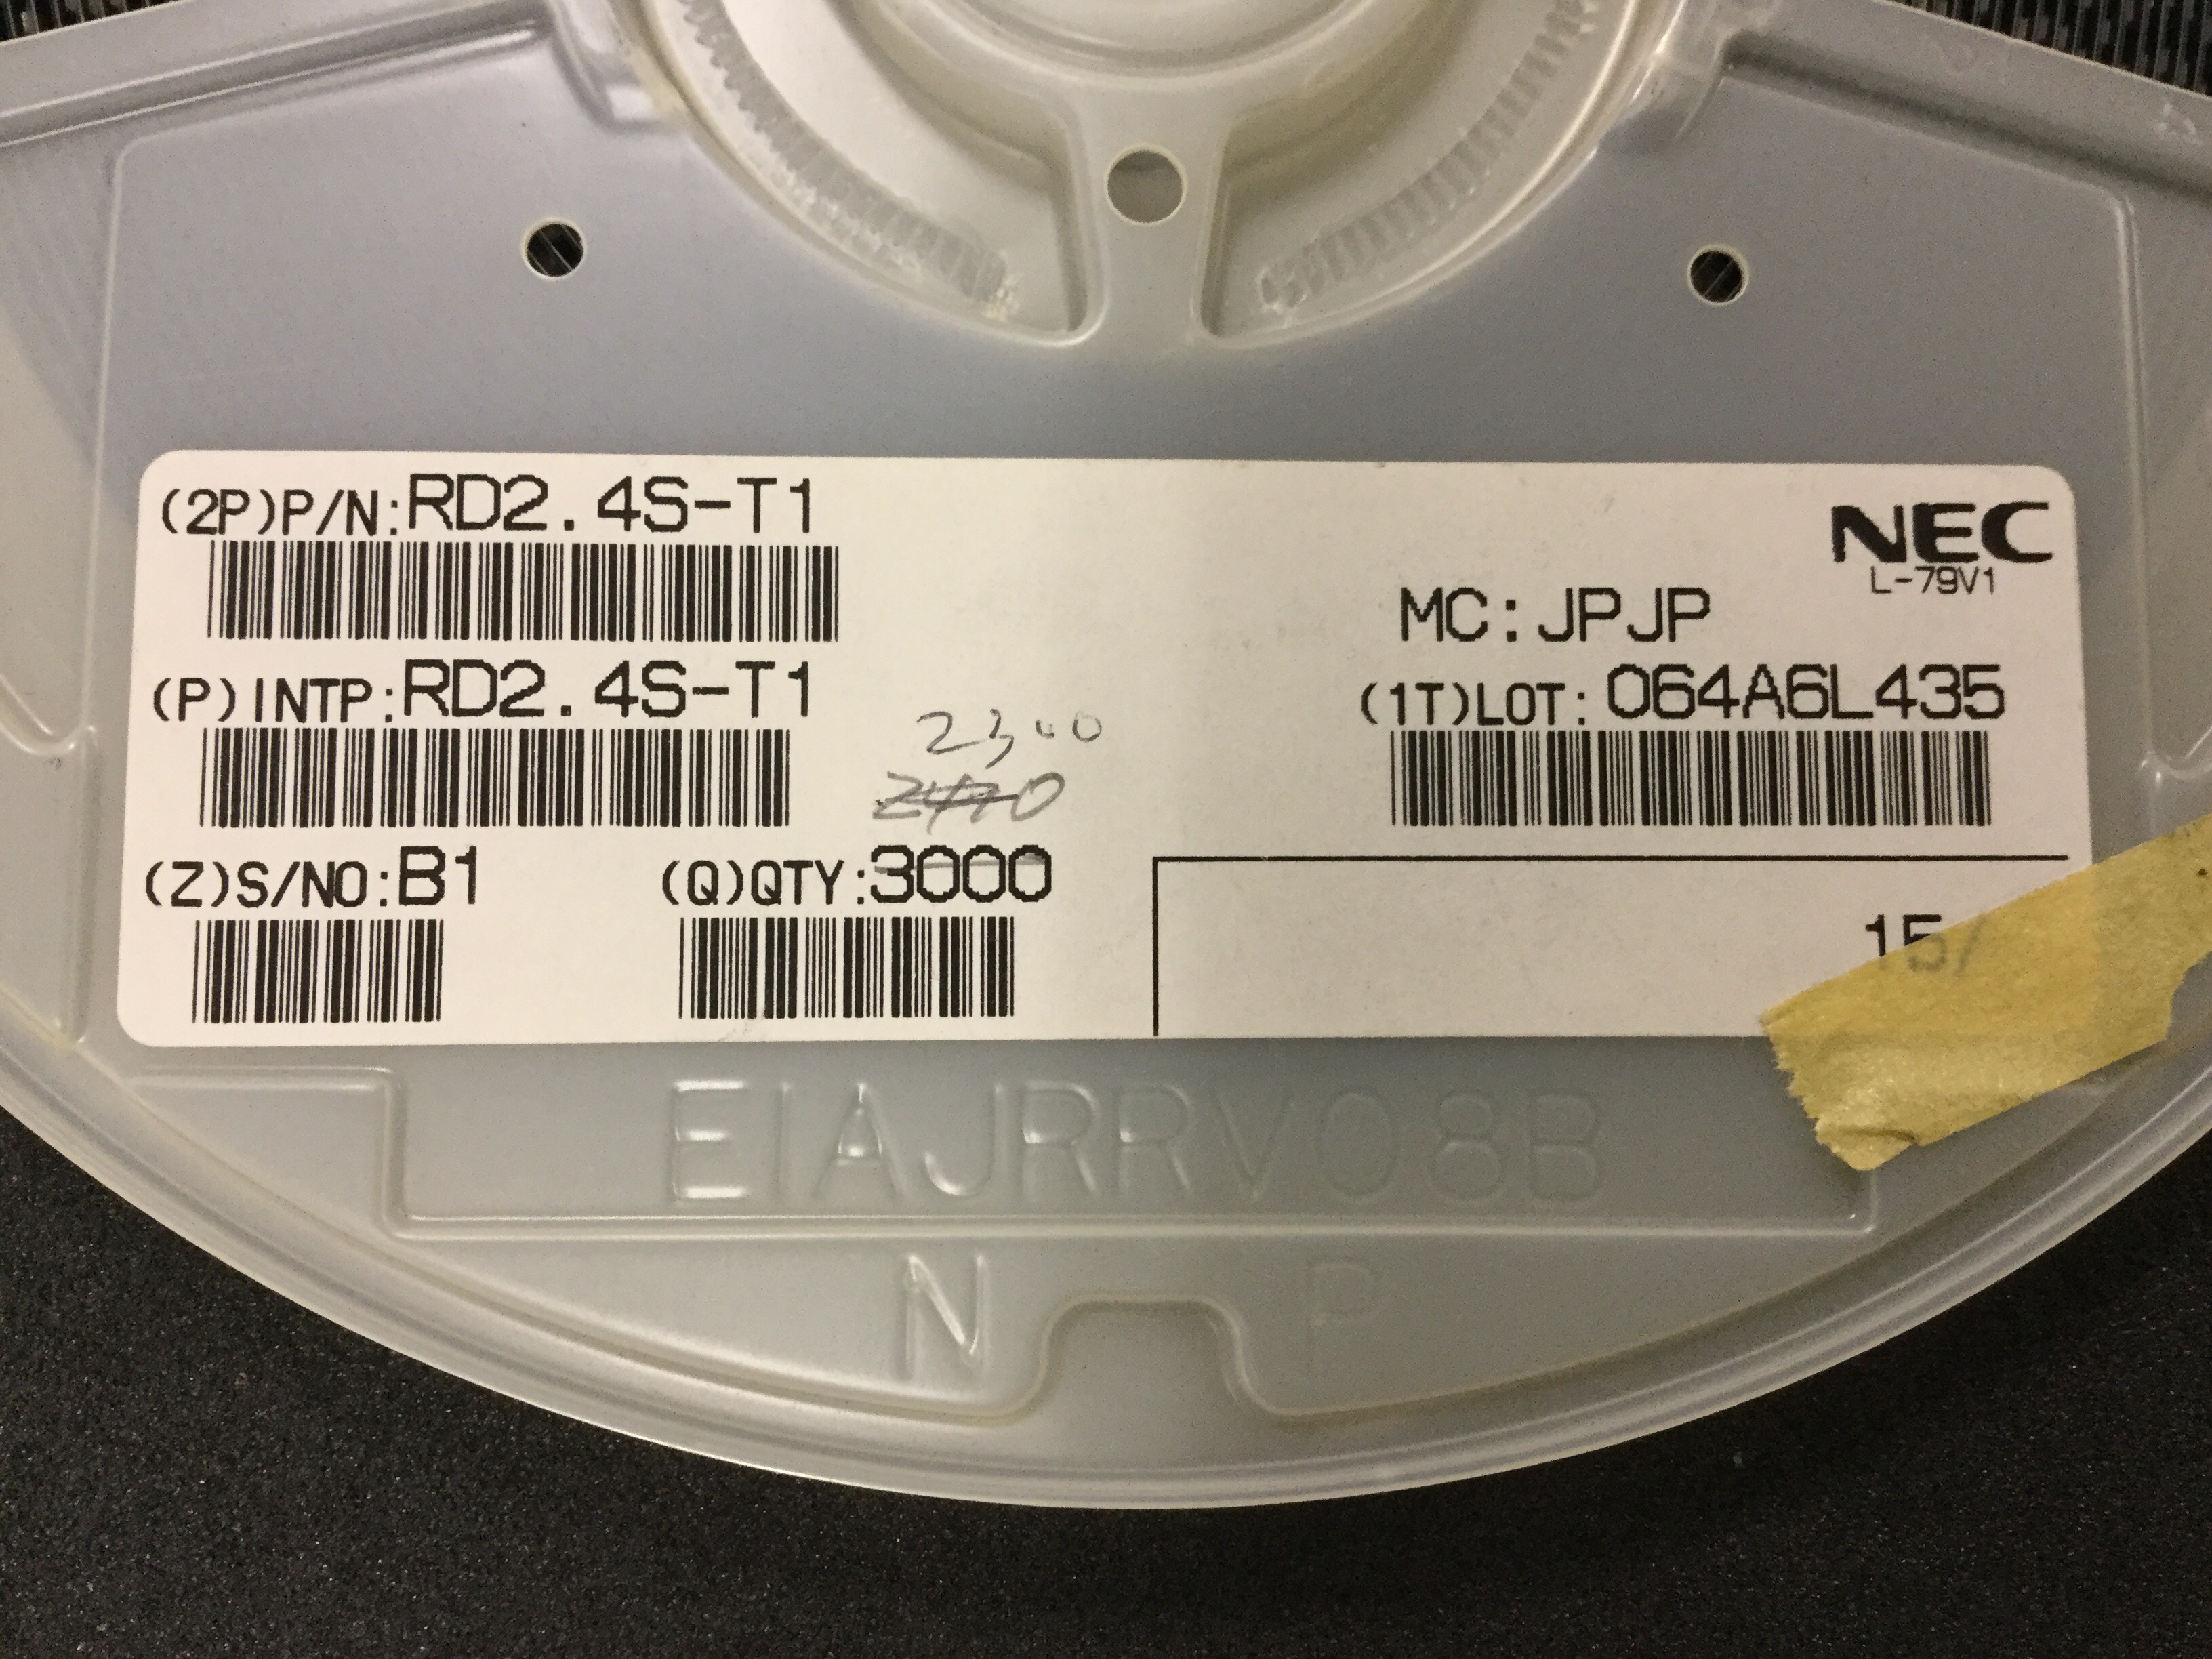 (2P)P/N:RD2.4S-T1
NEC
L-79V1
MC:JPJP
(P)INTP:RD2.4S-T1
(1T)LOT:064A6L435
2300
(Z)S/NO:B1
(Q)QTY:3000
15/
EIAJRRV08B
N P